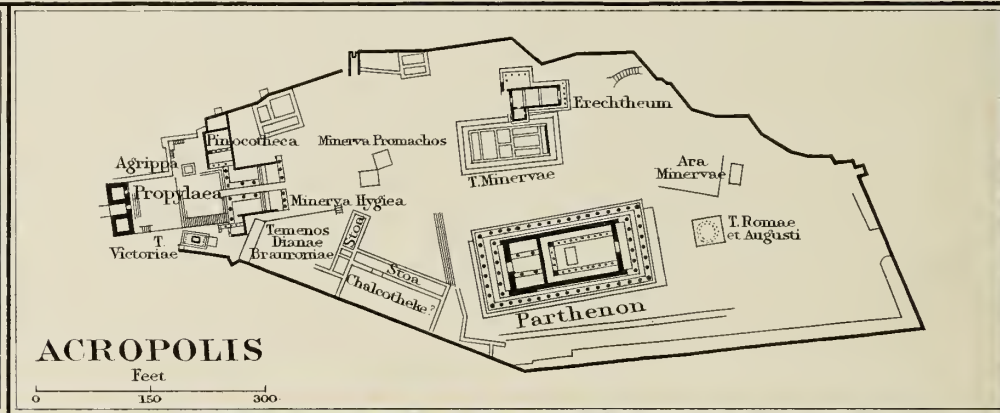 Erechtheum
Pinocotheca
Minerva Promachos
Agrippa
T. Minervae
Ara
Minervae
Propylaea
Minerva Hygiea
T. Romae
et Augusti
Temenos
Dianae
Brauroniae
Stoa
T.
Victoriae
Stoa
Chalcotheke?
Parthenon
ACROPOLIS
Feet
0 150 300